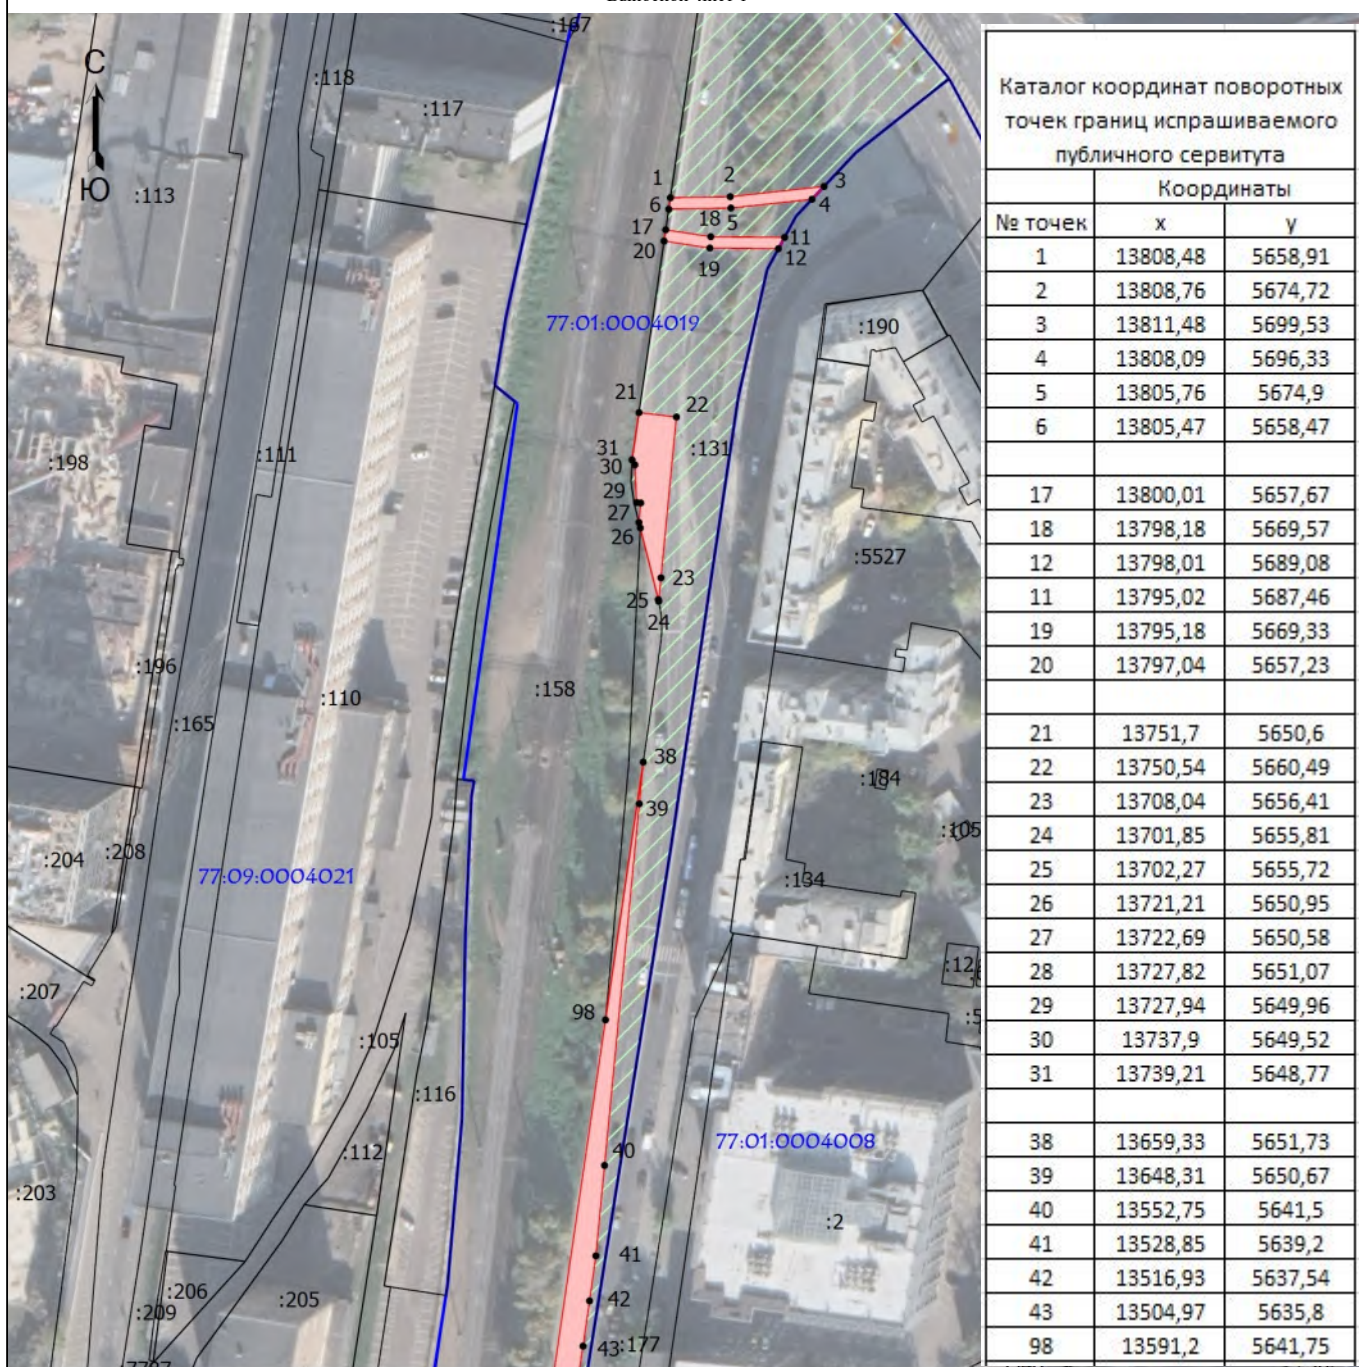 :167
С
:118
:117
Ю
:113
1
2
3
6
5
4
17
18
11
20
19
12
77:01:0004019
:190
21
22
:131
:198
:111
31
30
29
27
26
:5527
23
25
24
:196
:110
:158
:165
38
:184
39
:105
:204
:208
77:09:0004021
:134
:12
:207
98
:105
:116
40
77:01:0004008
:112
:203
:2
41
:206
:205
42
:209
43
:177
Каталог координат поворотных
точек границ испрашиваемого
публичного сервитута
Координаты
№ точек x y
1 13808,48 5658,91
2 13808,76 5674,72
3 13811,48 5699,53
4 13808,09 5696,33
5 13805,76 5674,9
6 13805,47 5658,47
17 13800,01 5657,67
18 13798,18 5669,57
12 13798,01 5689,08
11 13795,02 5687,46
19 13795,18 5669,33
20 13797,04 5657,23
21 13751,7 5650,6
22 13750,54 5660,49
23 13708,04 5656,41
24 13701,85 5655,81
25 13702,27 5655,72
26 13721,21 5650,95
27 13722,69 5650,58
28 13727,82 5651,07
29 13727,94 5649,96
30 13737,9 5649,52
31 13739,21 5648,77
38 13659,33 5651,73
39 13648,31 5650,67
40 13552,75 5641,5
41 13528,85 5639,2
42 13516,93 5637,54
43 13504,97 5635,8
98 13591,2 5641,75